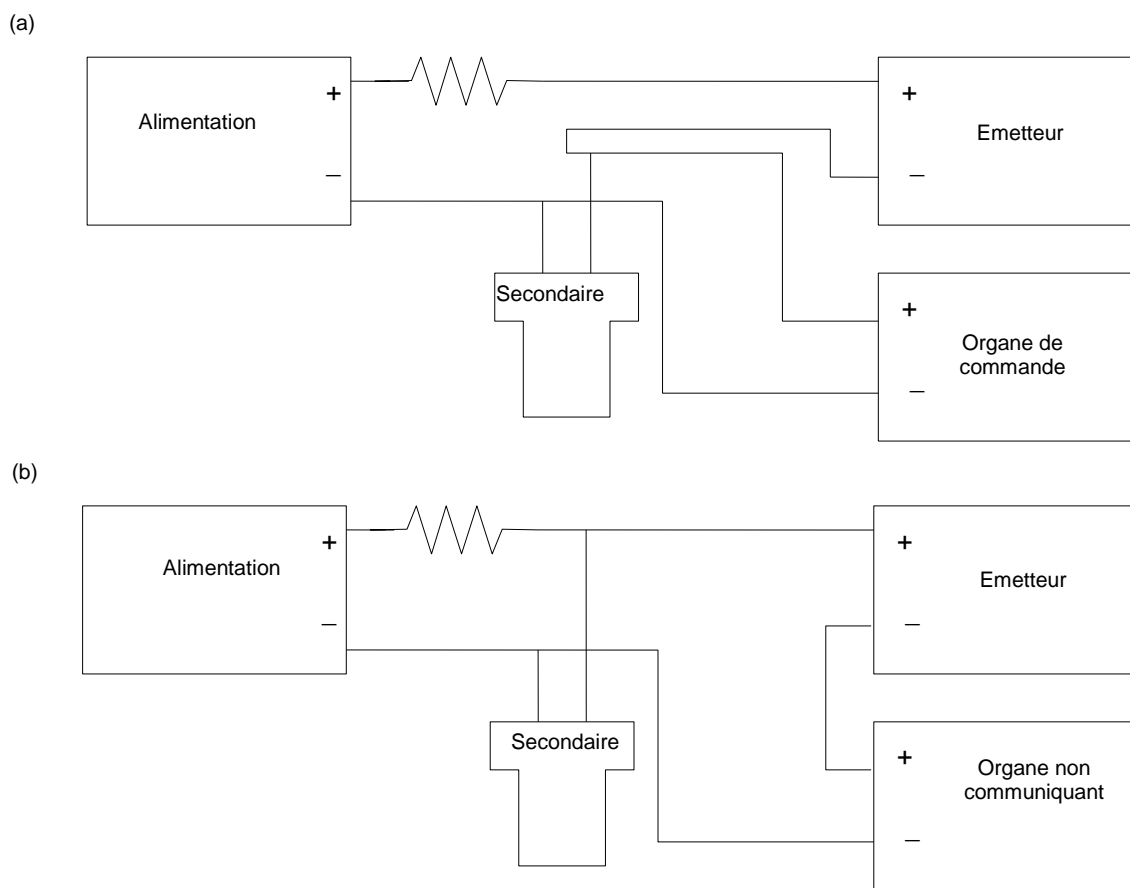 (a)
Alimentation
+
−
Emetteur
+
−
Secondaire
Organe de
commande
+
−
(b)
Alimentation
+
−
Emetteur
+
−
Secondaire
Organe non
communiquant
+
−